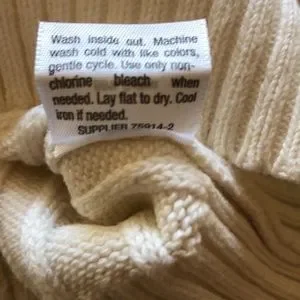 Wash inside out. Machine
wash cold with like colors,
gentle cycle. Use only non-
chlorine bleach when
needed. Lay flat to dry. Cool
iron if needed.
SUPPLIER 75914-2